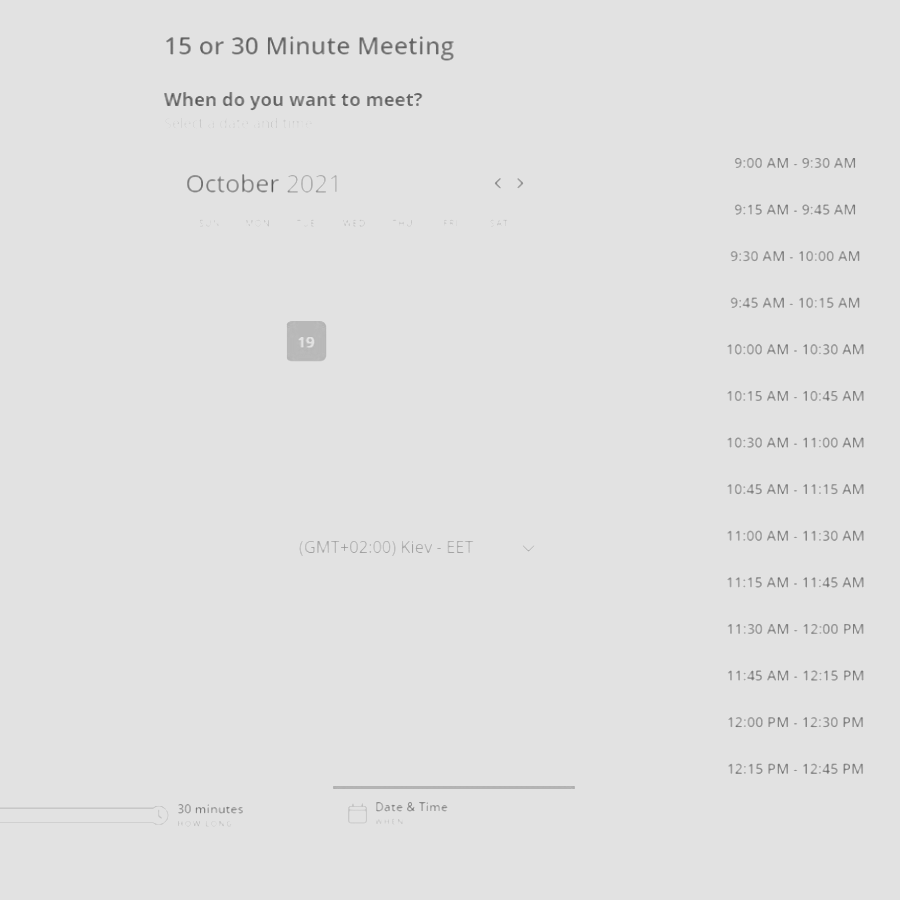 15 or 30 Minute Meeting
When do you want to meet?
Select a date and time
October 2021
SUN MON TUE WED THU FRI SAT
19
(GMT+02:00) Kiev - EET
9:00 AM - 9:30 AM
9:15 AM - 9:45 AM
9:30 AM - 10:00 AM
9:45 AM - 10:15 AM
10:00 AM - 10:30 AM
10:15 AM - 10:45 AM
10:30 AM - 11:00 AM
10:45 AM - 11:15 AM
11:00 AM - 11:30 AM
11:15 AM - 11:45 AM
11:30 AM - 12:00 PM
11:45 AM - 12:15 PM
12:00 PM - 12:30 PM
12:15 PM - 12:45 PM
30 minutes
HOW LONG
Date & Time
WHEN